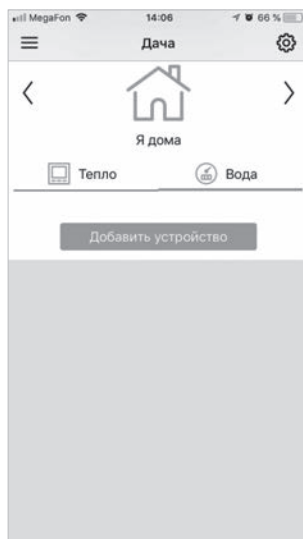 MegaFon 14:06 66 %
Дача
Я дома
Тепло Вода
Добавить устройство